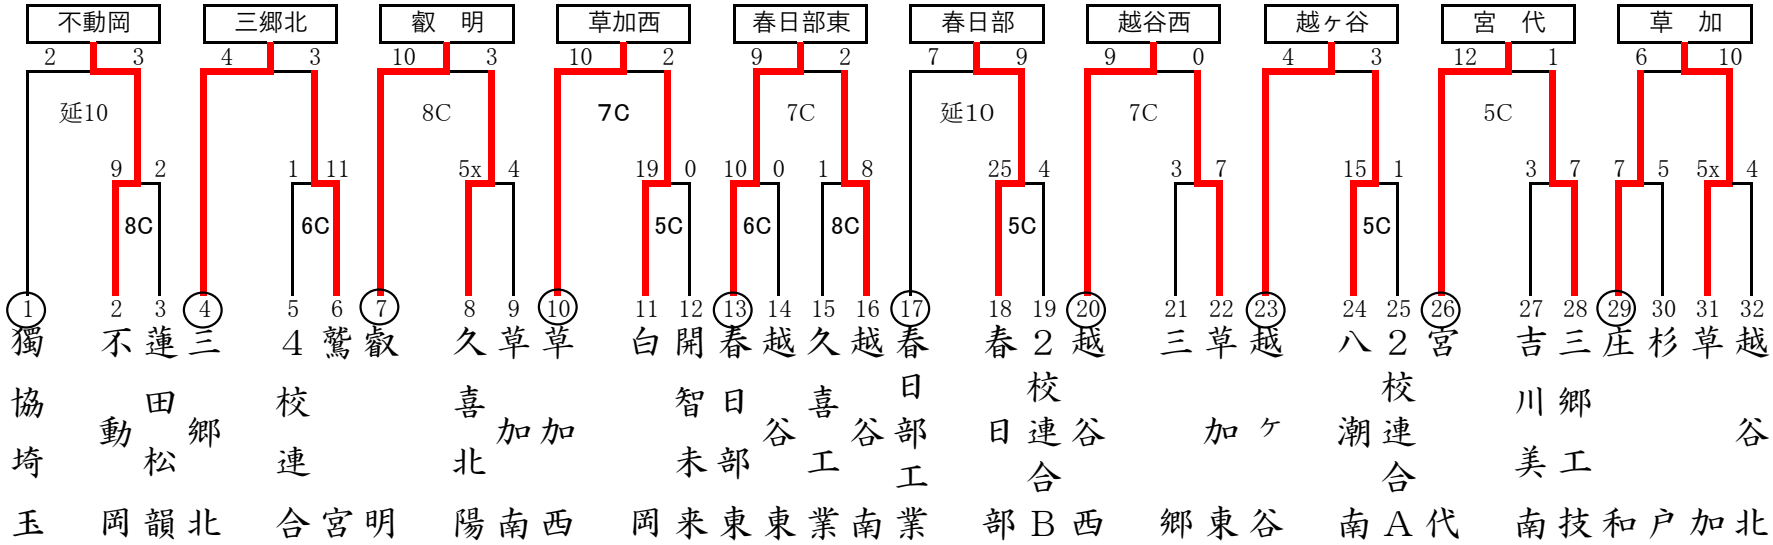 不動岡 三郷北 叡 明 草加西 春日部東 春日部 越谷西 越ヶ谷 宮 代 草 加
2 3 4 3 10 3 10 2 9 2 7 9 9 0 4 3 12 1 6 10
延10 8C 7C 7C 延10 7C 5C
9 2 1 11 5x 4 19 0 10 0 1 8 25 4 3 7 15 1 3 7 7 5 5x 4
8C 6C 5C 6C 8C 5C 5C
1 2 3 4 5 6 7 8 9 10 11 12 13 14 15 16 17 18 19 20 21 22 23 24 25 26 27 28 29 30 31 32
獨協埼玉
不動岡
蓮田松韻
三郷北
4校連合
鷲宮
叡明
久喜北陽
草加南
草加西
白岡
開智未来
春日部東
越谷東
久喜工業
越谷南
春日部工業
春日部
2校連合B
越谷西
三郷
草加東
越ヶ谷
八潮南
2校連合A
宮代
吉川美南
三郷工技
庄和
杉戸
草加
越谷北